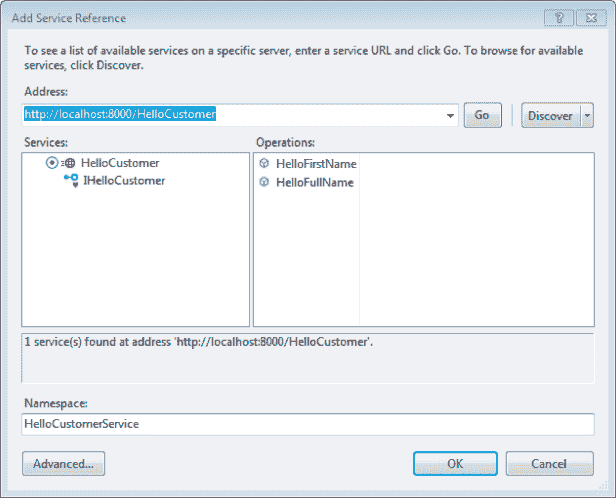 Add Service Reference
To see a list of available services on a specific server, enter a service URL and click Go. To browse for available
services, click Discover.
Address:
http://localhost:8000/HelloCustomer
Go
Discover
Services:
Operations:
HelloCustomer
IHelloCustomer
HelloFirstName
HelloFullName
1 service(s) found at address 'http://localhost:8000/HelloCustomer'.
Namespace:
HelloCustomerService
Advanced...
OK
Cancel